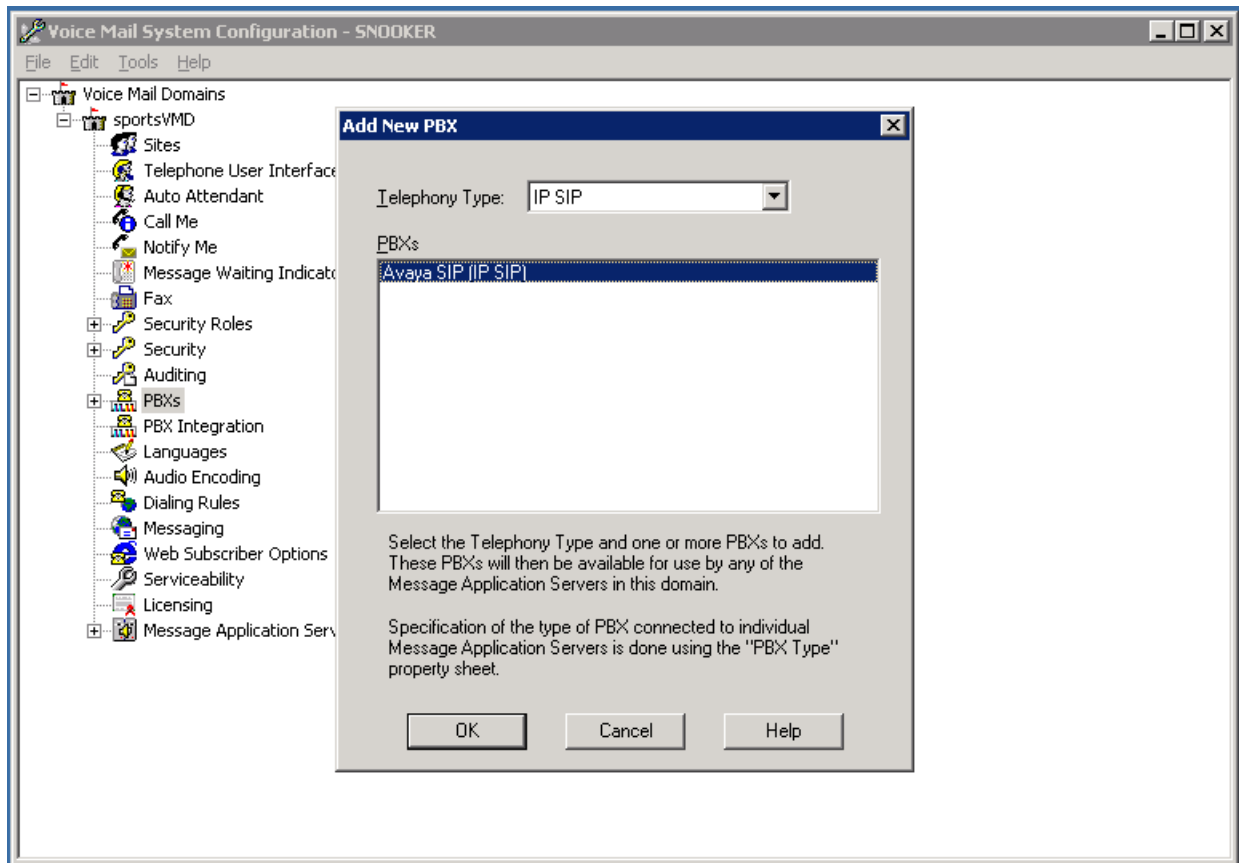 Voice Mail System Configuration - SNOOKER
File Edit Tools Help
Voice Mail Domains
sportsVMD
Sites
Telephone User Interface
Auto Attendant
Call Me
Notify Me
Message Waiting Indicato
Fax
Security Roles
Security
Auditing
PBXs
PBX Integration
Languages
Audio Encoding
Dialing Rules
Messaging
Web Subscriber Options
Serviceability
Licensing
Message Application Serv
Add New PBX
Telephony Type: IP SIP
PBXs
Avaya SIP (IP SIP)
Select the Telephony Type and one or more PBXs to add.
These PBXs will then be available for use by any of the
Message Application Servers in this domain.
Specification of the type of PBX connected to individual
Message Application Servers is done using the "PBX Type"
property sheet.
OK Cancel Help